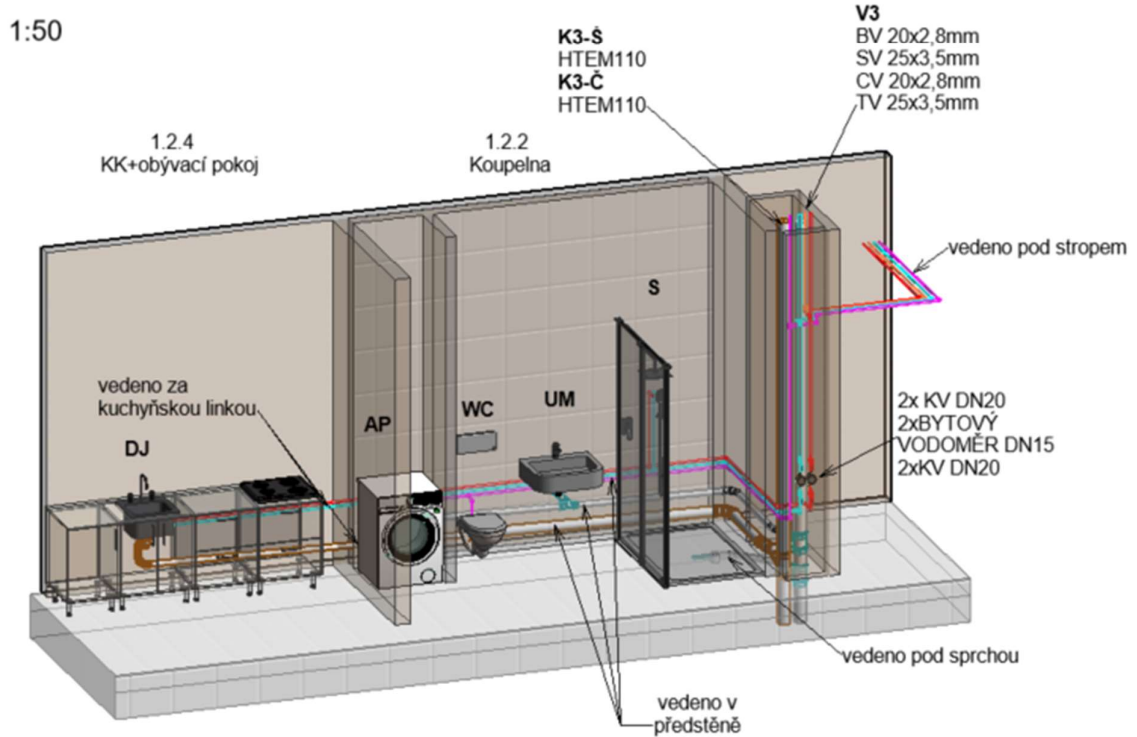 1:50
K3-Š
HTEM110
K3-Č
HTEM110
V3
BV 20x2,8mm
SV 25x3,5mm
CV 20x2,8mm
TV 25x3,5mm
1.2.4
KK+obývací pokoj
1.2.2
Koupelna
vedeno pod stropem
S
vedeno za
kuchyňskou linkou
DJ
AP
WC
UM
2x KV DN20
2xBYTOVÝ
VODOMĚR DN15
2xKV DN20
vedeno pod sprchou
vedeno v
předstěně